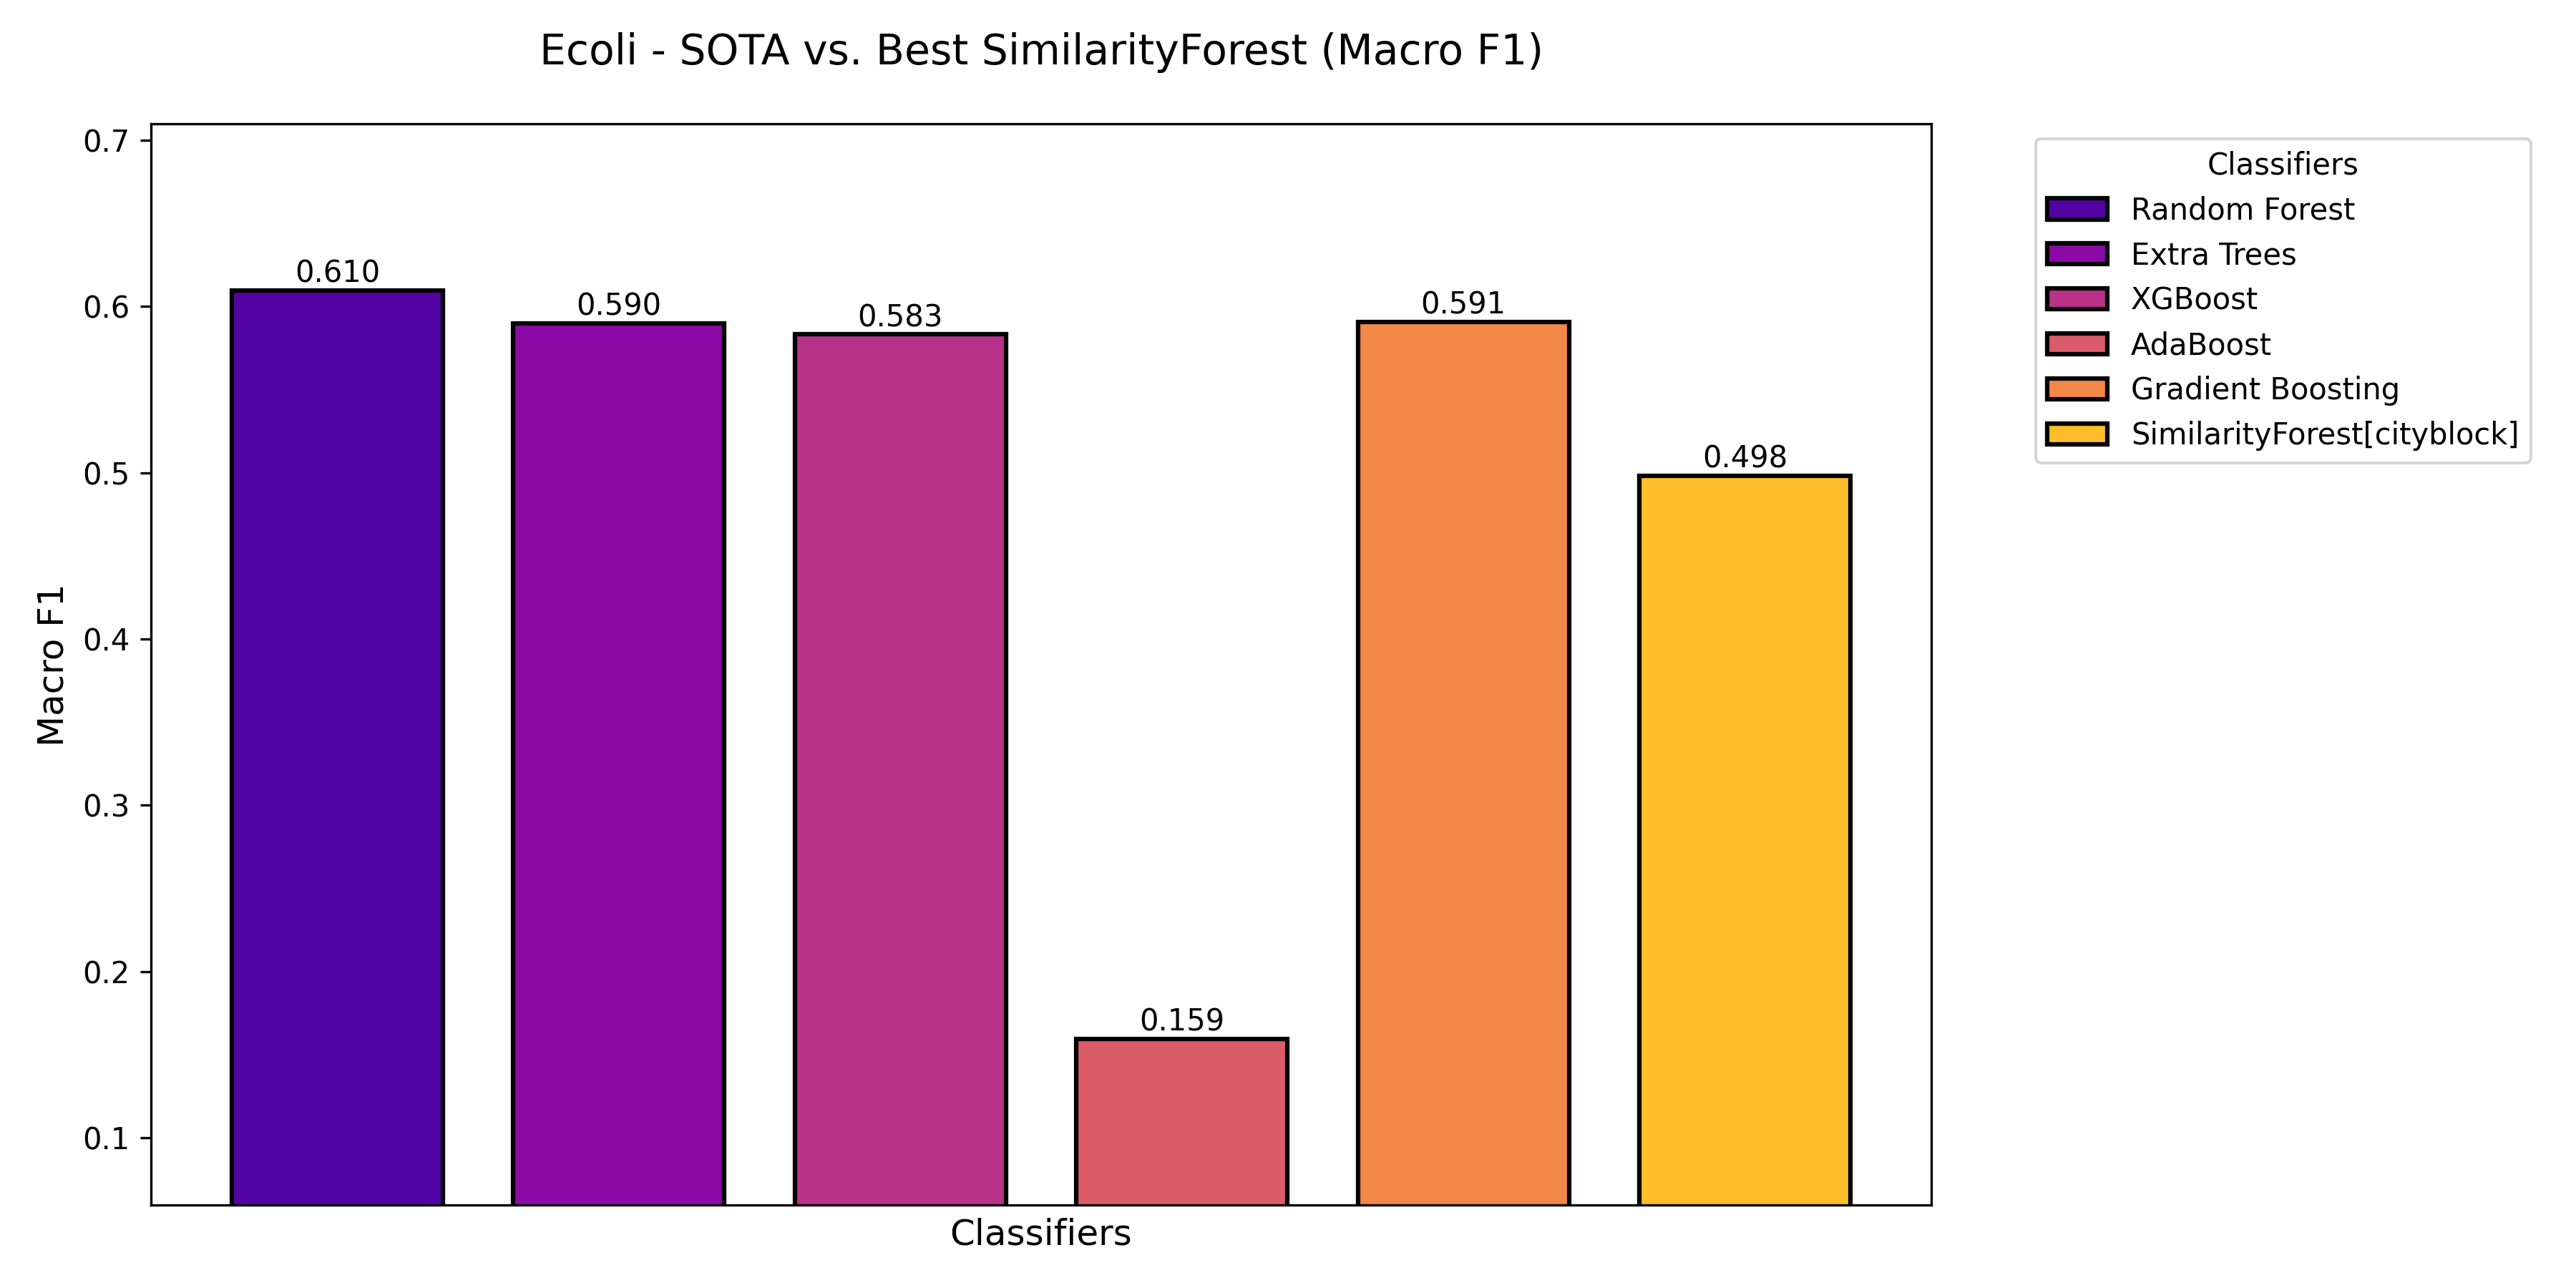 Ecoli - SOTA vs. Best SimilarityForest (Macro F1)
Macro F1
0.7
0.6
0.5
0.4
0.3
0.2
0.1
0.610
0.590
0.583
0.159
0.591
0.498
Classifiers
Classifiers
Random Forest
Extra Trees
XGBoost
AdaBoost
Gradient Boosting
SimilarityForest[cityblock]